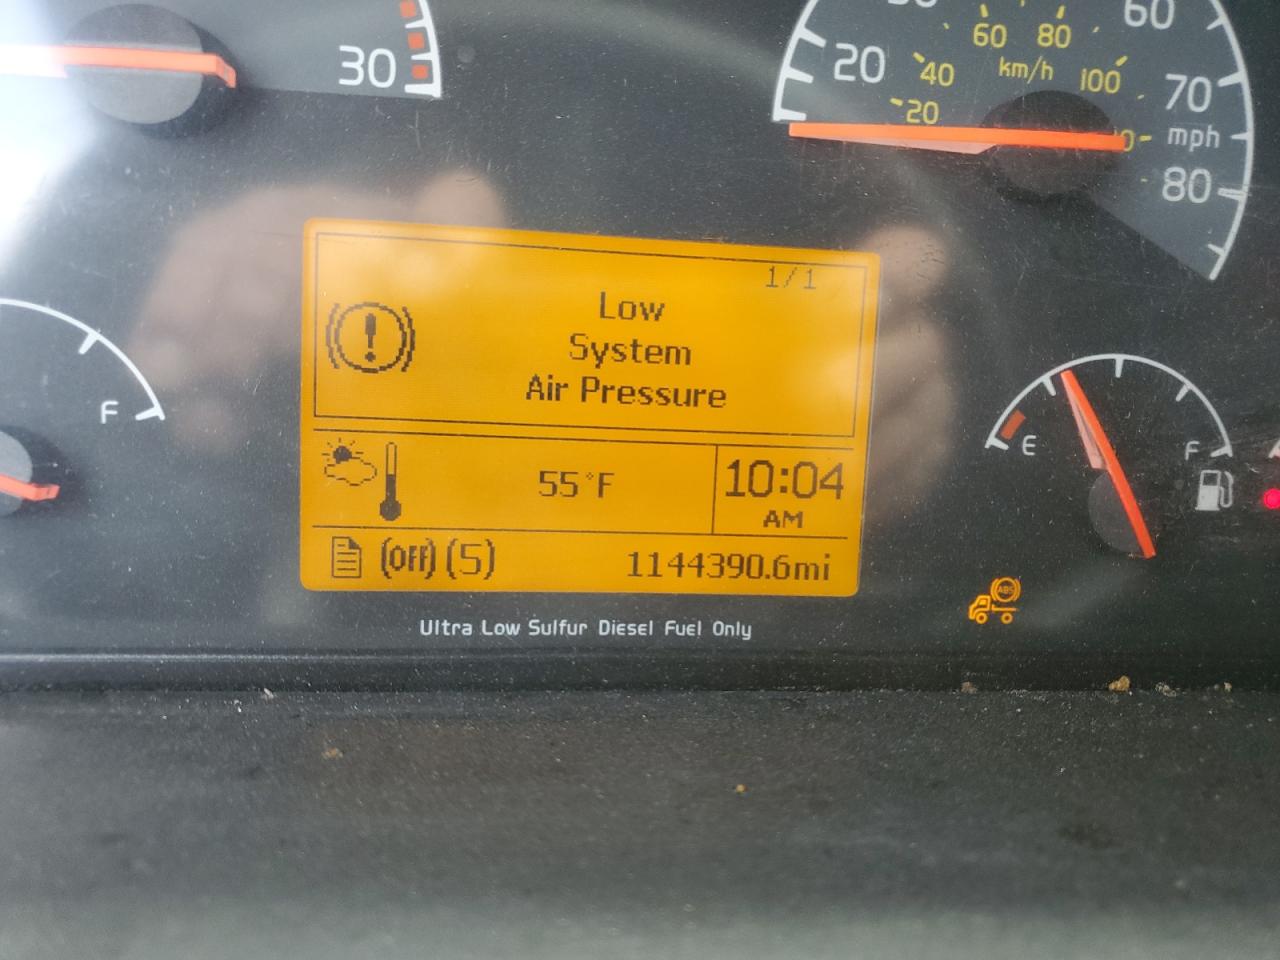 30
20
60
70
80
mph
60
80
40
km/h
100
20
1/1
Low
System
Air Pressure
F
E
F
55°F
10:04
AM
(OFF) (5)
1144390.6mi
ABS
Ultra Low Sulfur Diesel Fuel Only